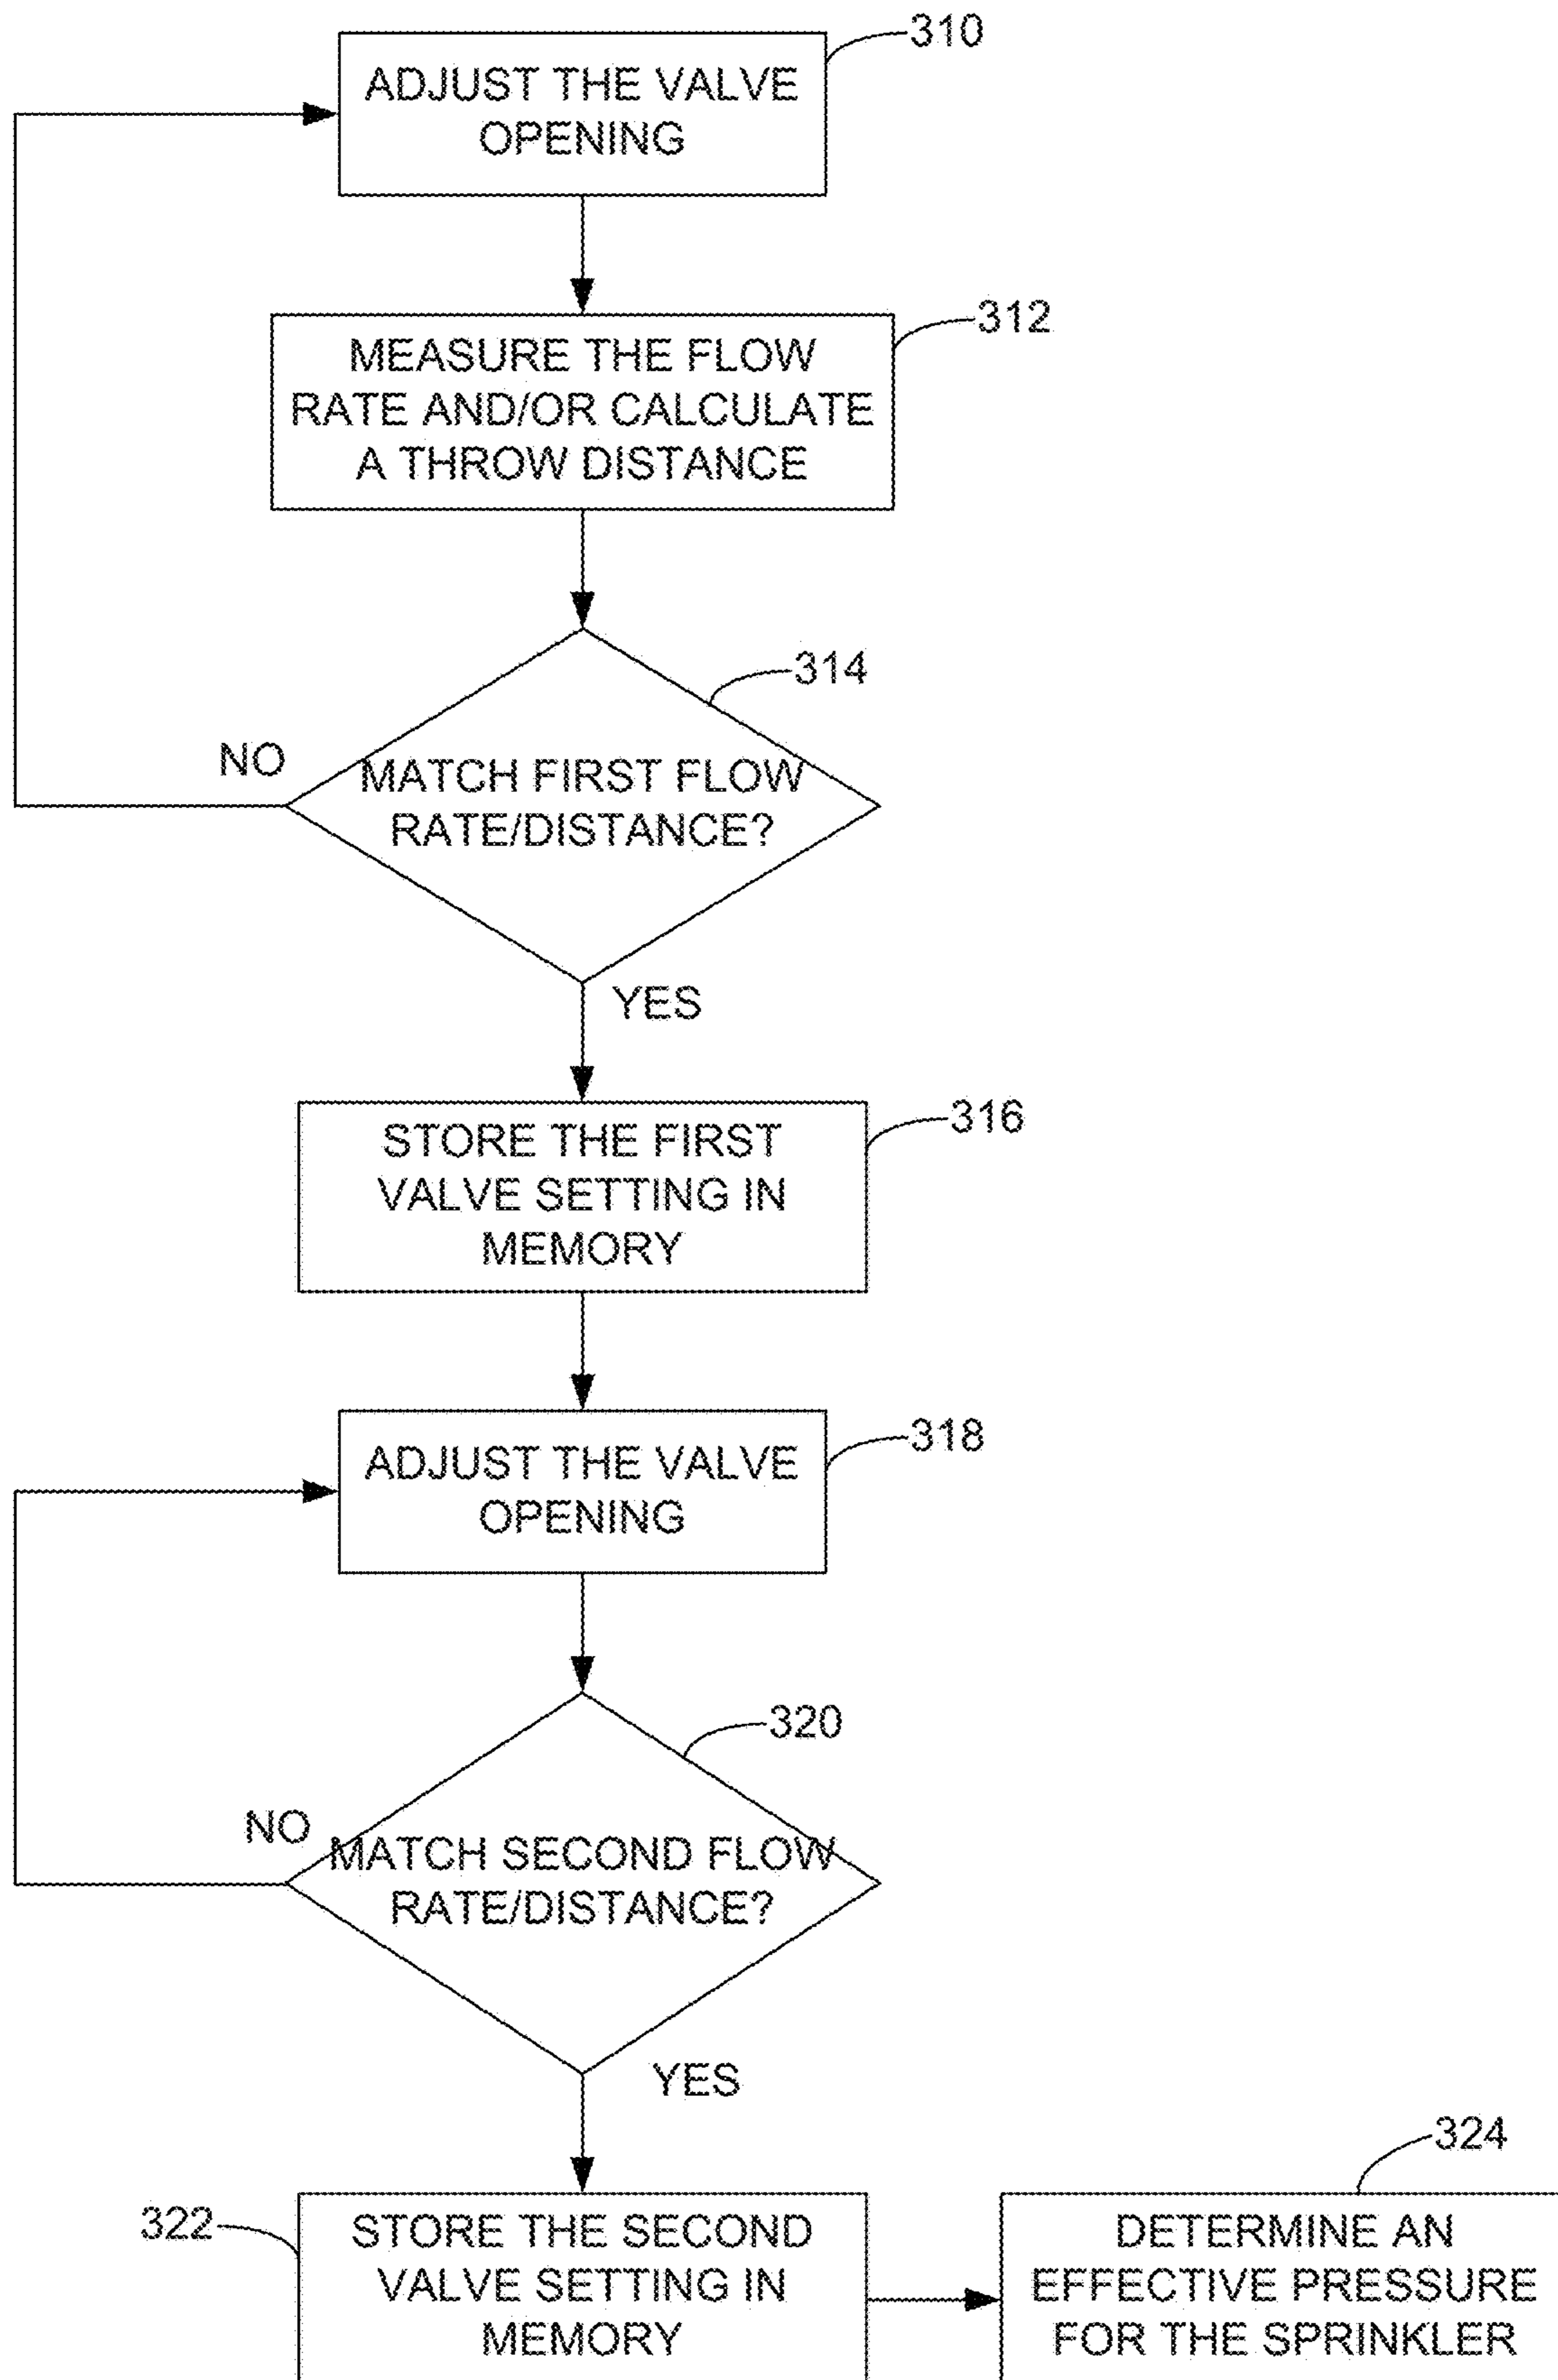 310
ADJUST THE VALVE
OPENING
312
MEASURE THE FLOW
RATE AND/OR CALCULATE
A THROW DISTANCE
314
NO
MATCH FIRST FLOW
RATE/DISTANCE?
YES
316
STORE THE FIRST
VALVE SETTING IN
MEMORY
318
ADJUST THE VALVE
OPENING
320
NO
MATCH SECOND FLOW
RATE/DISTANCE?
YES
322
STORE THE SECOND
VALVE SETTING IN
MEMORY
324
DETERMINE AN
EFFECTIVE PRESSURE
FOR THE SPRINKLER